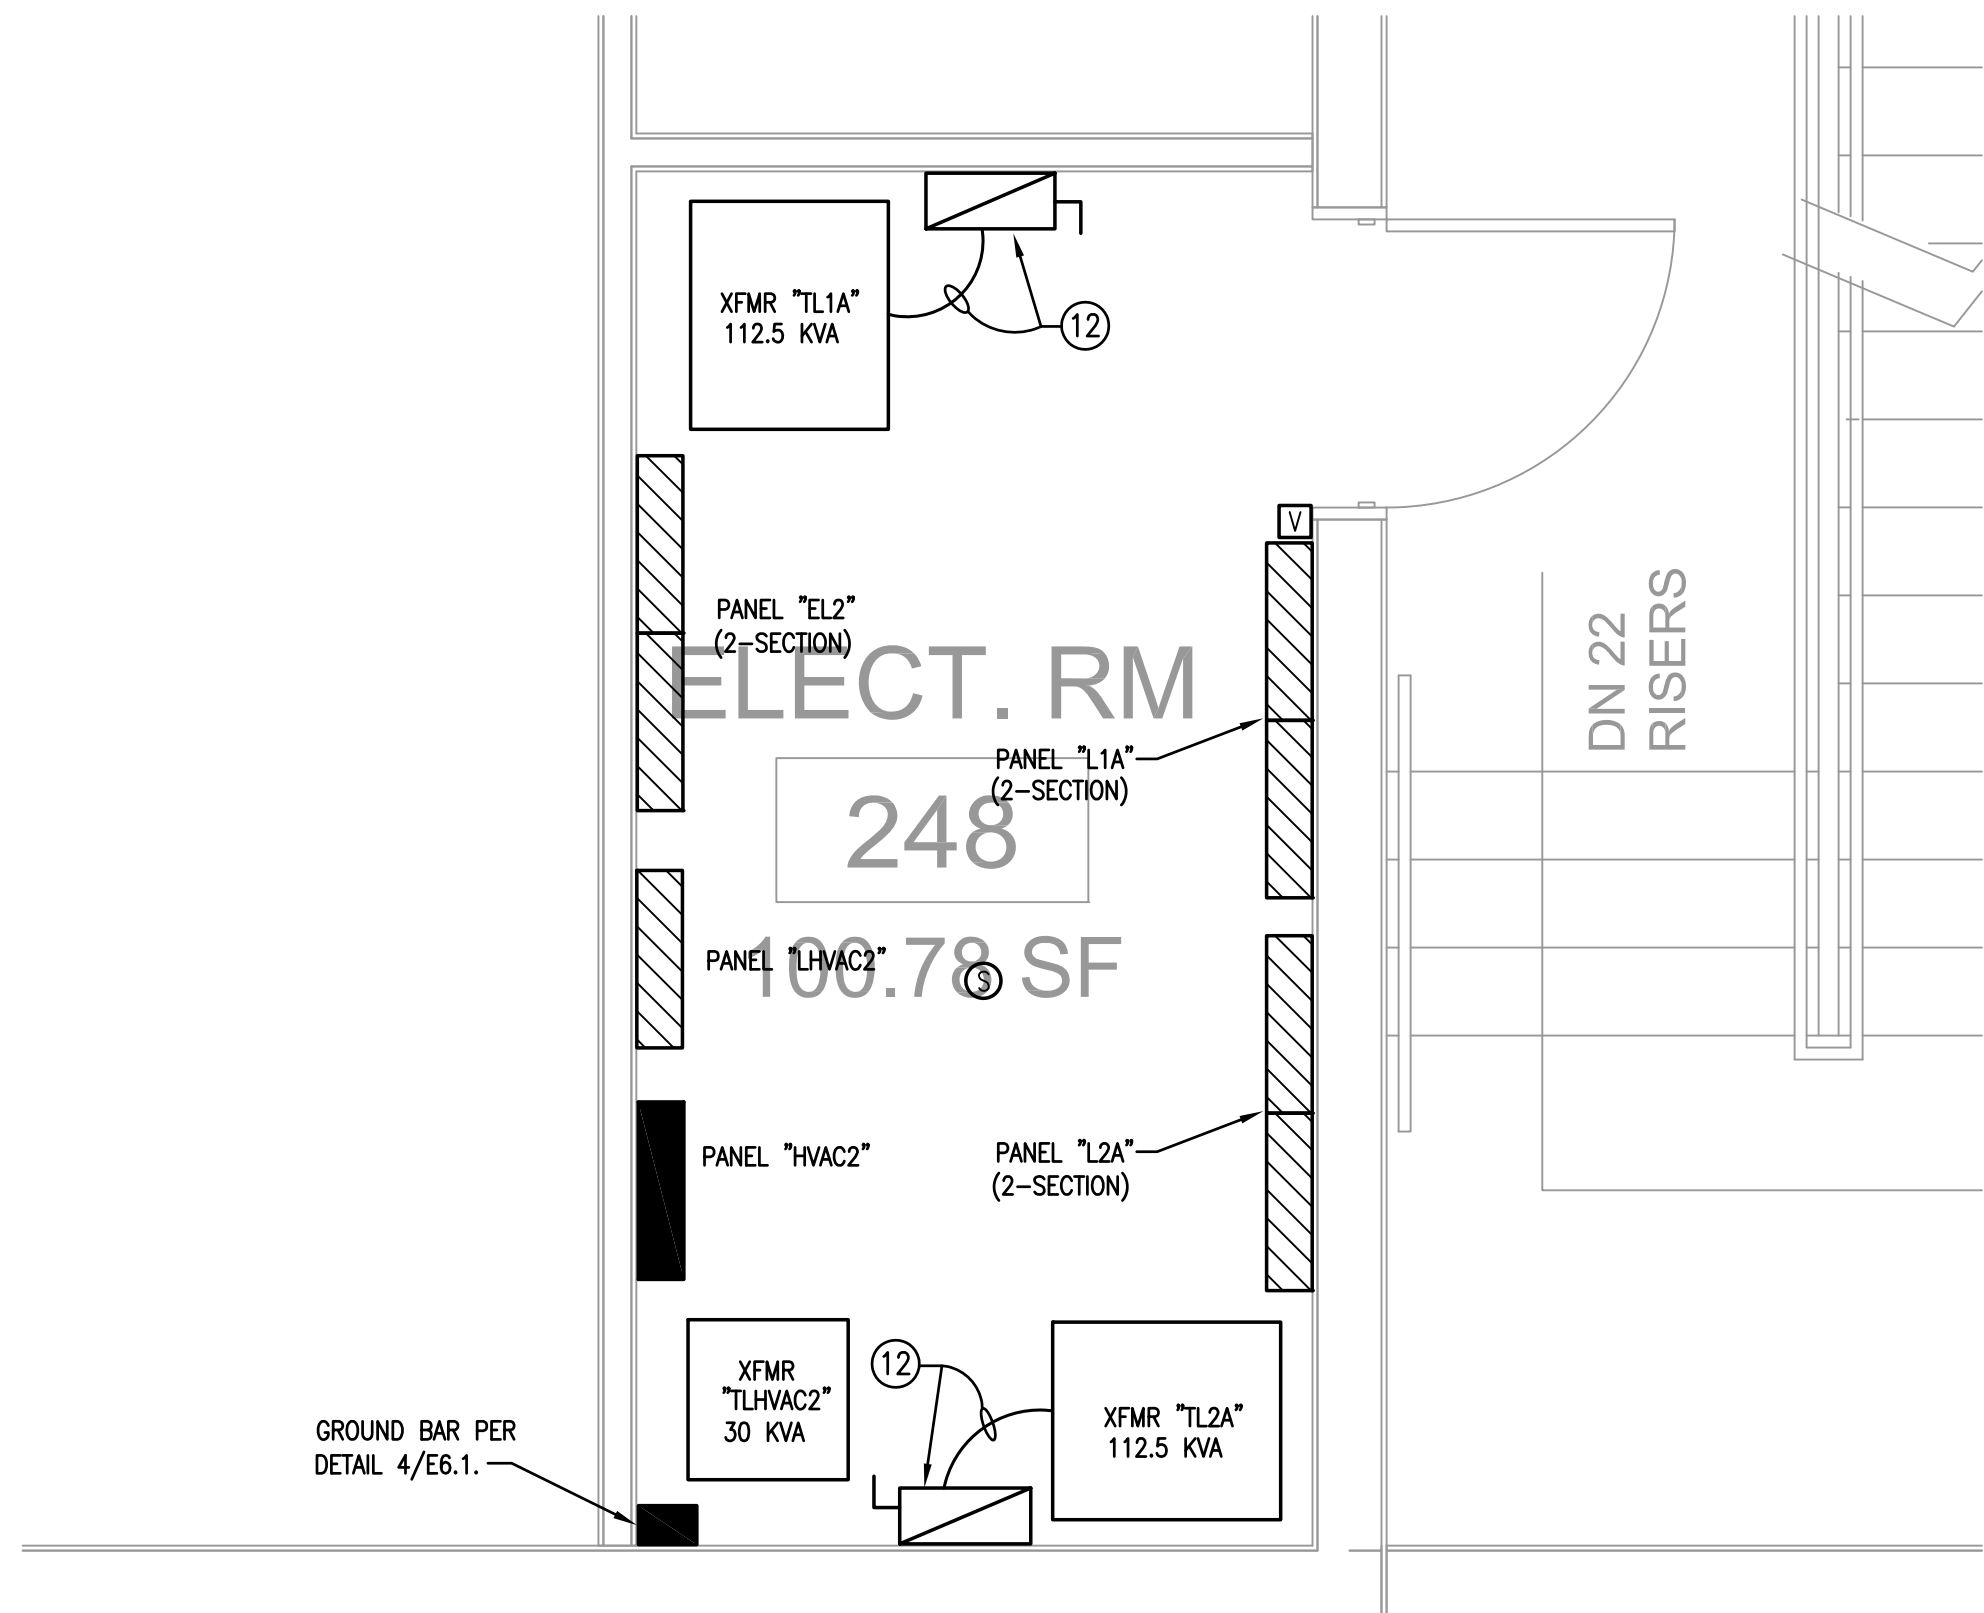 XFMR "TL1A"
112.5 KVA
12
V
PANEL "EL2"
(2-SECTION)
ELECT. RM
DN 22
RISERS
PANEL "L1A"
(2-SECTION)
248
PANEL "LHVAC2"
100.78 SF
S
PANEL "HVAC2"
PANEL "L2A"
(2-SECTION)
12
XFMR
"TLHVAC2"
30 KVA
XFMR "TL2A"
112.5 KVA
GROUND BAR PER
DETAIL 4/E6.1.